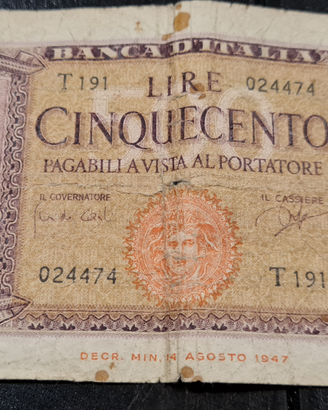 BANCA D'ITALIA
T 191 LIRE 024474
CINQUECENTO
PAGABILI A VISTA AL PORTATORE
IL GOVERNATORE IL CASSIERE
024474 T 191
DECR. MIN. 14 AGOSTO 1947